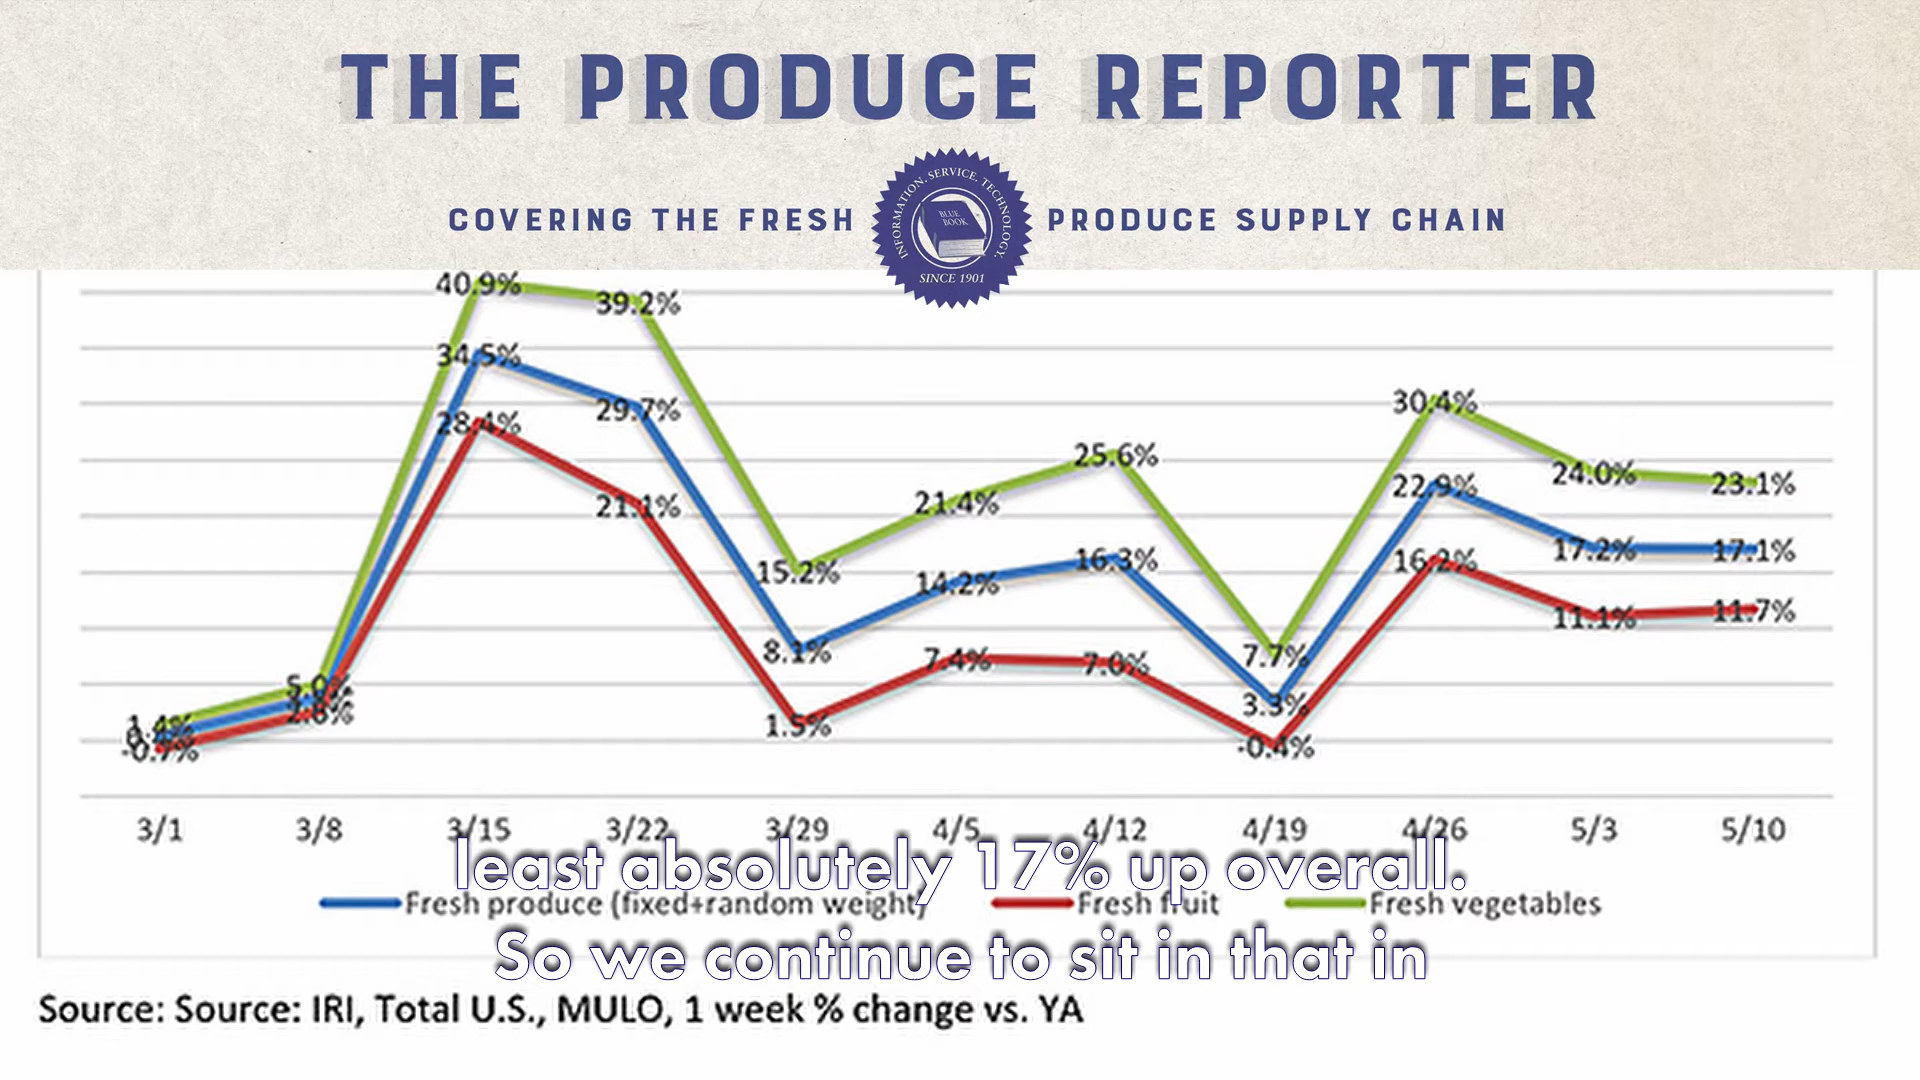 THE PRODUCE REPORTER
COVERING THE FRESH PRODUCE SUPPLY CHAIN
INFORMATION. SERVICE. TECHNOLOGY.
BLUE
BOOK
SINCE 1901
40.9%
39.2%
34.5%
28.4%
29.7%
21.1%
30.4%
25.6%
21.4%
24.0%
23.1%
22.9%
15.2%
14.2%
16.3%
17.2%
17.1%
16.2%
8.1%
7.4%
7.0%
7.7%
11.1%
11.7%
5.0%
2.8%
1.5%
3.3%
1.4%
-0.7%
-0.4%
3/1 3/8 3/15 3/22 3/29 4/5 4/12 4/19 4/26 5/3 5/10
least absolutely 17% up overall.
Fresh produce (fixed+random weight) Fresh fruit Fresh vegetables
So we continue to sit in that in
Source: Source: IRI, Total U.S., MULO, 1 week % change vs. YA